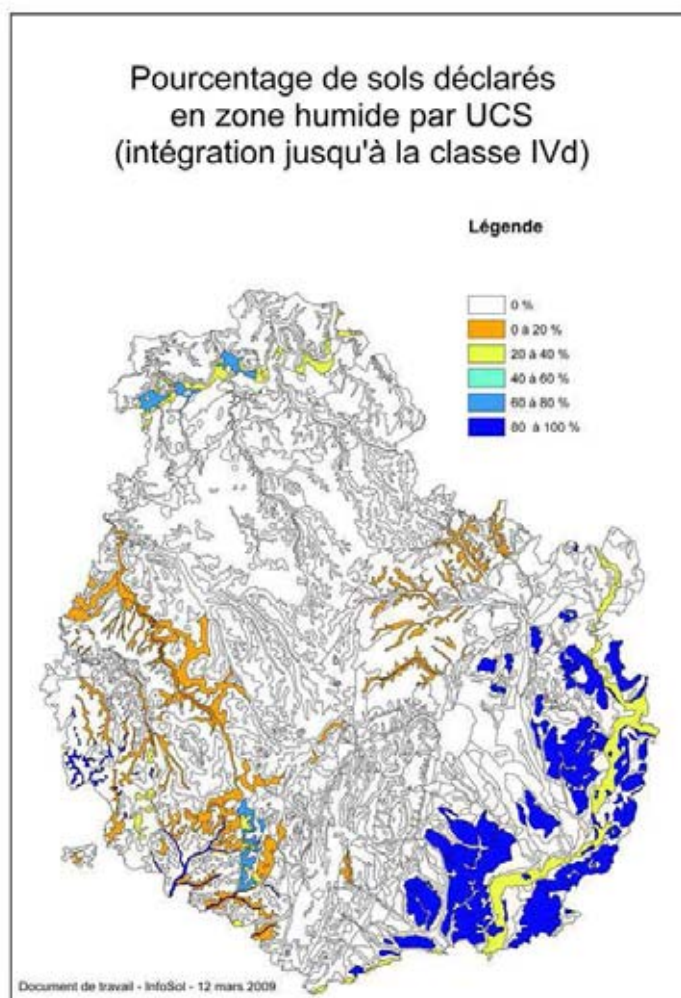 Pourcentage de sols déclarés
en zone humide par UCS
(intégration jusqu'à la classe IVd)
Légende
0 %
0 à 20 %
20 à 40 %
40 à 60 %
60 à 80 %
80 à 100 %
Document de travail - InfoSol - 12 mars 2009